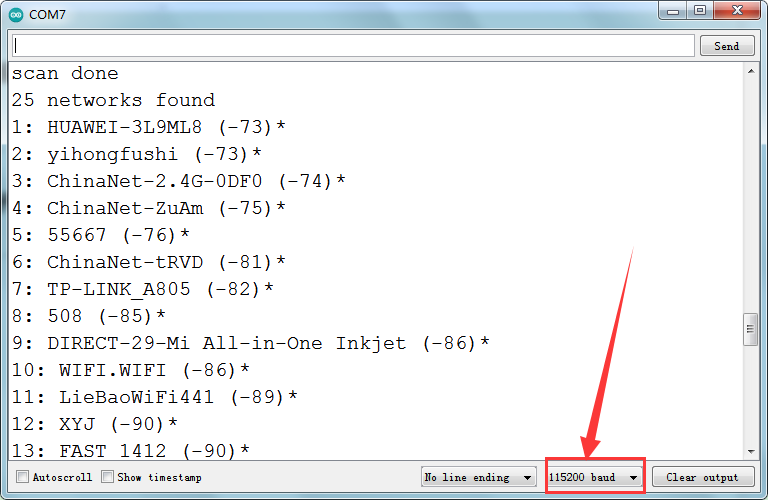 COM7
Send
scan done
25 networks found
1: HUAWEI-3L9ML8 (-73)*
2: yihongfushi (-73)*
3: ChinaNet-2.4G-0DF0 (-74)*
4: ChinaNet-ZuAm (-75)*
5: 55667 (-76)*
6: ChinaNet-tRVD (-81)*
7: TP-LINK_A805 (-82)*
8: 508 (-85)*
9: DIRECT-29-Mi All-in-One Inkjet (-86)*
10: WIFI.WIFI (-86)*
11: LieBaoWiFi441 (-89)*
12: XYJ (-90)*
13: FAST 1412 (-90)*
Autoscroll Show timestamp No line ending 115200 baud Clear output